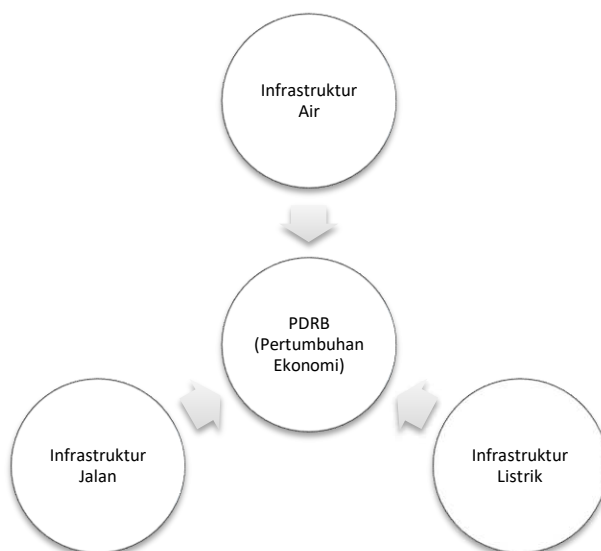 Infrastruktur
Air
PDRB
(Pertumbuhan
Ekonomi)
Infrastruktur
Jalan
Infrastruktur
Listrik